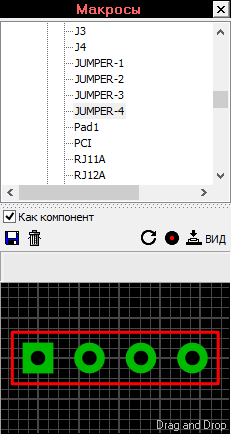 Макросы
J3
J4
JUMPER-1
JUMPER-2
JUMPER-3
JUMPER-4
Pad1
PCI
RJ11A
RJ12A
Как компонент
ВИД
Drag and Drop